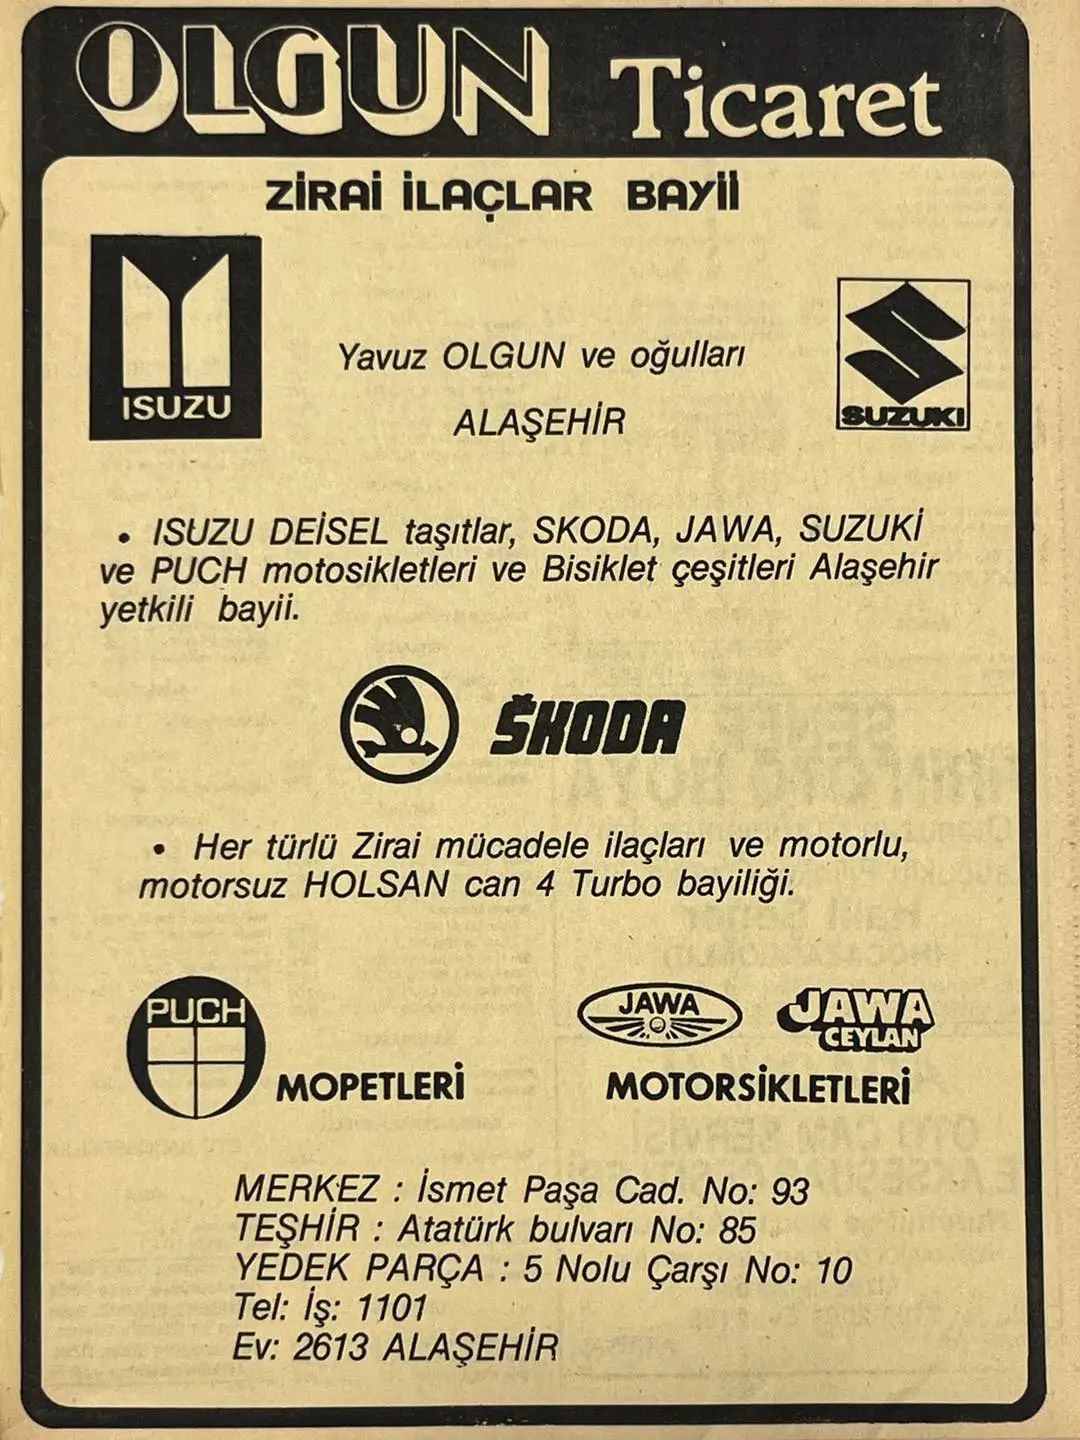 OLGUN Ticaret
ZİRAİ İLAÇLAR BAYİİ
ISUZU
SUZUKI
Yavuz OLGUN ve oğulları
ALAŞEHİR
• ISUZU DEİSEL taşıtlar, SKODA, JAWA, SUZUKİ
ve PUCH motosikletleri ve Bisiklet çeşitleri Alaşehir
yetkili bayii.
ŠKODA
• Her türlü Zirai mücadele ilaçları ve motorlu,
motorsuz HOLSAN can 4 Turbo bayiliği.
PUCH
MOPETLERİ
JAWA
JAWA
CEYLAN
MOTORSİKLETLERİ
MERKEZ : İsmet Paşa Cad. No: 93
TEŞHİR : Atatürk bulvarı No: 85
YEDEK PARÇA : 5 Nolu Çarşı No: 10
Tel: İş: 1101
Ev: 2613 ALAŞEHİR